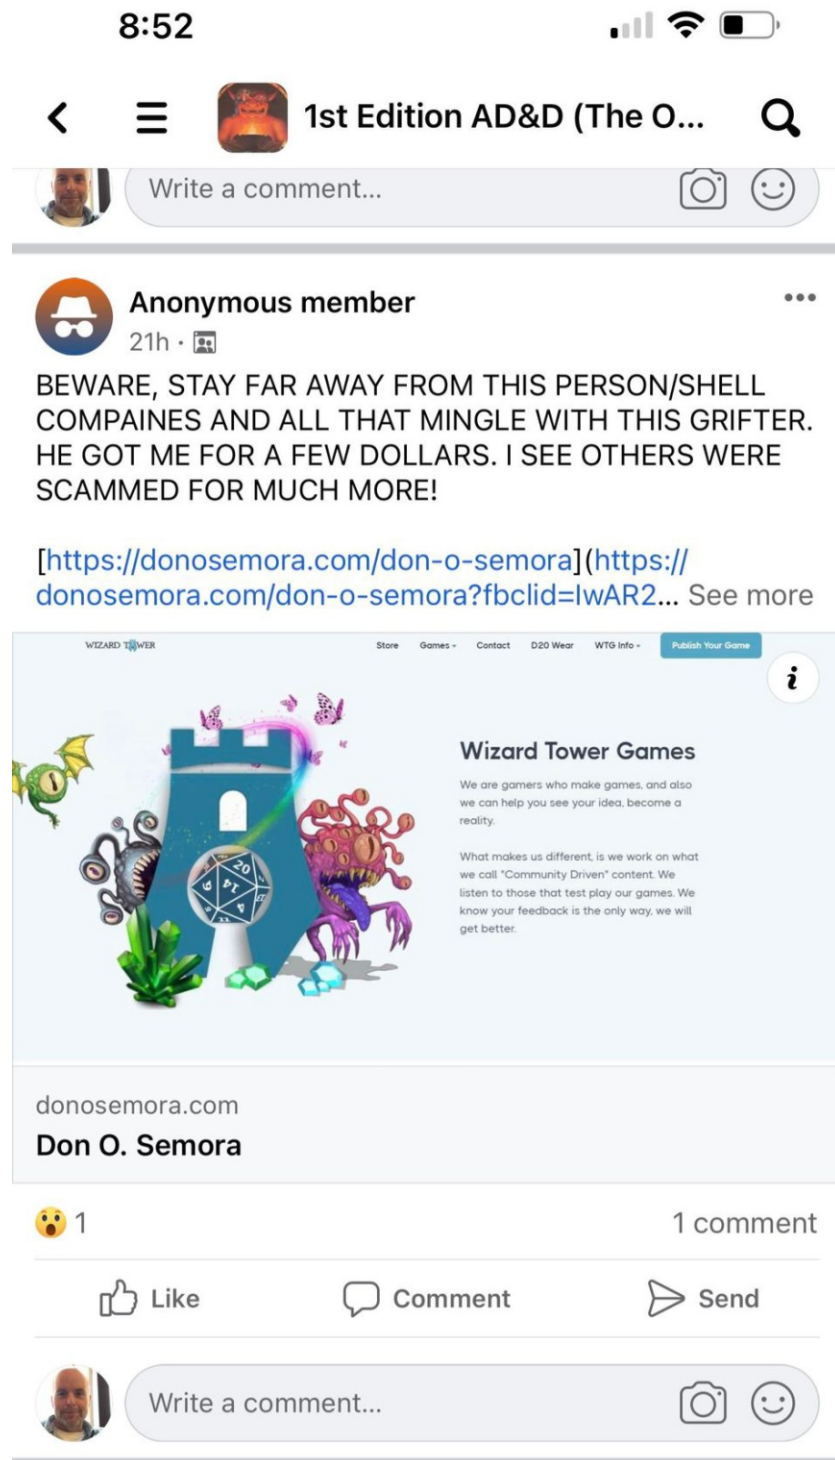 8:52
1st Edition AD&D (The O...
Write a comment...
Anonymous member
21h ·
BEWARE, STAY FAR AWAY FROM THIS PERSON/SHELL
COMPAINES AND ALL THAT MINGLE WITH THIS GRIFTER.
HE GOT ME FOR A FEW DOLLARS. I SEE OTHERS WERE
SCAMMED FOR MUCH MORE!
[https://donosemora.com/don-o-semora](https://
donosemora.com/don-o-semora?fbclid=IwAR2... See more
WIZARD TOWER Store Games Contact D20 Wear WTG Info Publish Your Game
i
Wizard Tower Games
We are gamers who make games, and also
we can help you see your idea, become a
reality.
What makes us different, is we work on what
we call "Community Driven" content. We
listen to those that test play our games. We
know your feedback is the only way, we will
get better.
20
14
donosemora.com
Don O. Semora
1 1 comment
Like Comment Send
Write a comment...